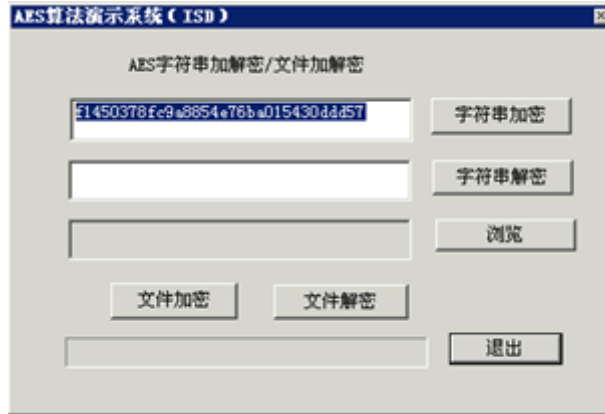 AES算法演示系统(ISD)
AES字符串加解密/文件加解密
f1450378fc9a8854e76ba015430ddd57
字符串加密
字符串解密
浏览
文件加密
文件解密
退出